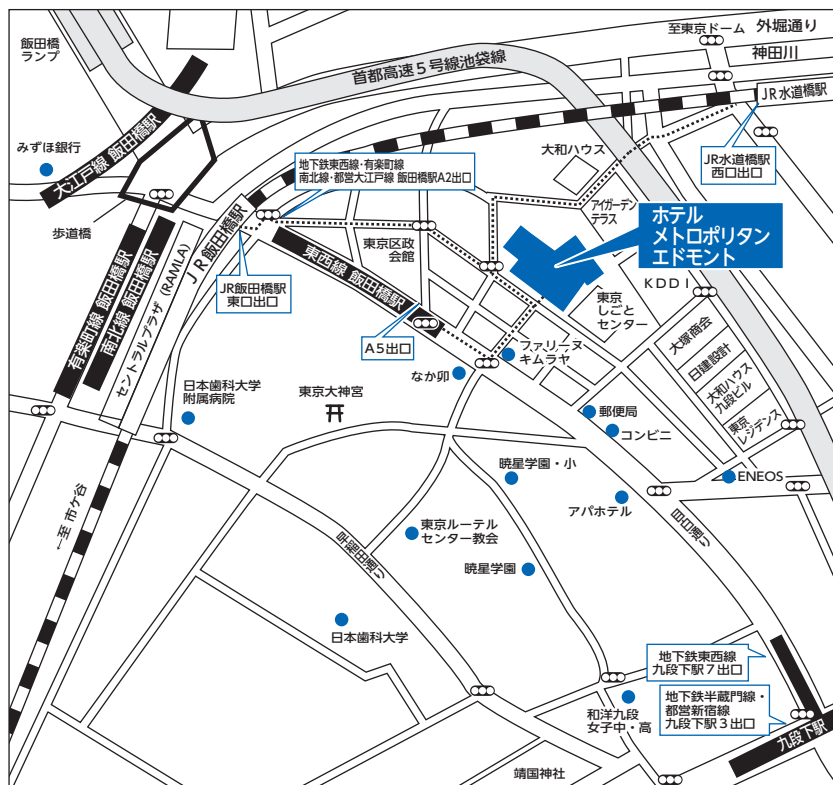 飯田橋
ランプ
至東京ドーム
外堀通り
神田川
首都高速5号線池袋線
JR水道橋駅
みずほ銀行
大江戸線 飯田橋駅
地下鉄東西線・有楽町線
南北線・都営大江戸線 飯田橋駅A2出口
大和ハウス
JR水道橋駅
西口出口
歩道橋
JR飯田橋駅
アイガーデン
テラス
ホテル
メトロポリタン
エドモント
東京区政
会館
東西線 飯田橋駅
JR飯田橋駅
東口出口
有楽町線 飯田橋駅
南北線 飯田橋駅
セントラルプラザ (RAMLA)
KDDI
東京
しごと
センター
A5出口
ファリーヌ
キムラヤ
大塚商会
日建設計
大和ハウス
九段ビル
東京
レジデンス
なか卯
日本歯科大学
附属病院
東京大神宮
郵便局
コンビニ
暁星学園・小
ENEOS
アパホテル
←至 市ケ谷
目白通り
早稲田通り
東京ルーテル
センター教会
暁星学園
日本歯科大学
地下鉄東西線
九段下駅7出口
地下鉄半蔵門線・
都営新宿線
九段下駅3出口
和洋九段
女子中・高
九段下駅
靖国神社